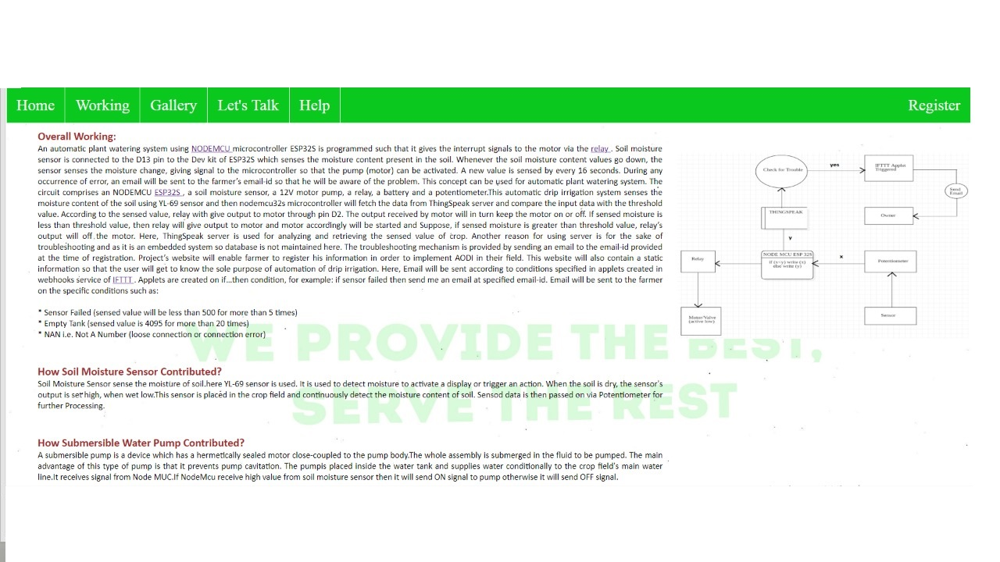 Home Working Gallery Let's Talk Help Register
Overall Working:
An automatic plant watering system using NODEMCU microcontroller ESP32S is programmed such that it gives the interrupt signals to the motor via the relay . Soil moisture
sensor is connected to the D13 pin to the Dev kit of ESP32S which senses the moisture content present in the soil. Whenever the soil moisture content values go down, the
sensor senses the moisture change, giving signal to the microcontroller so that the pump (motor) can be activated. A new value is sensed by every 16 seconds. During any
occurrence of error, an email will be sent to the farmer's email-id so that he will be aware of the problem. This concept can be used for automatic plant watering system. The
circuit comprises an NODEMCU ESP32S , a soil moisture sensor, a 12V motor pump, a relay, a battery and a potentiometer.This automatic drip irrigation system senses the
moisture content of the soil using YL-69 sensor and then nodemcu32s microcontroller will fetch the data from ThingSpeak server and compare the input data with the threshold
value. According to the sensed value, relay with give output to motor through pin D2. The output received by motor will in turn keep the motor on or off. If sensed moisture is
less than threshold value, then relay will give output to motor and motor accordingly will be started and Suppose, if sensed moisture is greater than threshold value, relay's
output will off the motor. Here, ThingSpeak server is used for analyzing and retrieving the sensed value of crop. Another reason for using server is for the sake of
troubleshooting and as it is an embedded system so database is not maintained here. The troubleshooting mechanism is provided by sending an email to the email-id provided
at the time of registration. Project's website will enable farmer to register his information in order to implement AODI in their field. This website will also contain a static
information so that the user will get to know the sole purpose of automation of drip irrigation. Here, Email will be sent according to conditions specified in applets created in
webhooks service of IFTTT . Applets are created on if...then condition, for example: if sensor failed then send me an email at specified email-id. Email will be sent to the farmer
on the specific conditions such as:
* Sensor Failed (sensed value will be less than 500 for more than 5 times)
* Empty Tank (sensed value is 4095 for more than 20 times)
* NAN i.e. Not A Number (loose connection or connection error)
WE PROVIDE THE BEST,
SERVE THE REST
How Soil Moisture Sensor Contributed?
Soil Moisture Sensor sense the moisture of soil.here YL-69 sensor is used. It is used to detect moisture to activate a display or trigger an action. When the soil is dry, the sensor's
output is set high, when wet low.This sensor is placed in the crop field and continuously detect the moisture content of soil. Sensod data is then passed on via Potentiometer for
further Processing.
How Submersible Water Pump Contributed?
A submersible pump is a device which has a hermetically sealed motor close-coupled to the pump body.The whole assembly is submerged in the fluid to be pumped. The main
advantage of this type of pump is that it prevents pump cavitation. The pumpis placed inside the water tank and supplies water conditionally to the crop field's main water
line.It receives signal from Node MUC.If NodeMcu receive high value from soil moisture sensor then it will send ON signal to pump otherwise it will send OFF signal.
Check for Trouble
yes
IFTTT Applet
Triggered
Send
Email
Owner
THINGSPEAK
y
Relay
NODE MCU ESP 32S
if (x<y) write (x)
else write (y)
x
Potentiometer
Motor/Valve
(active low)
Sensor